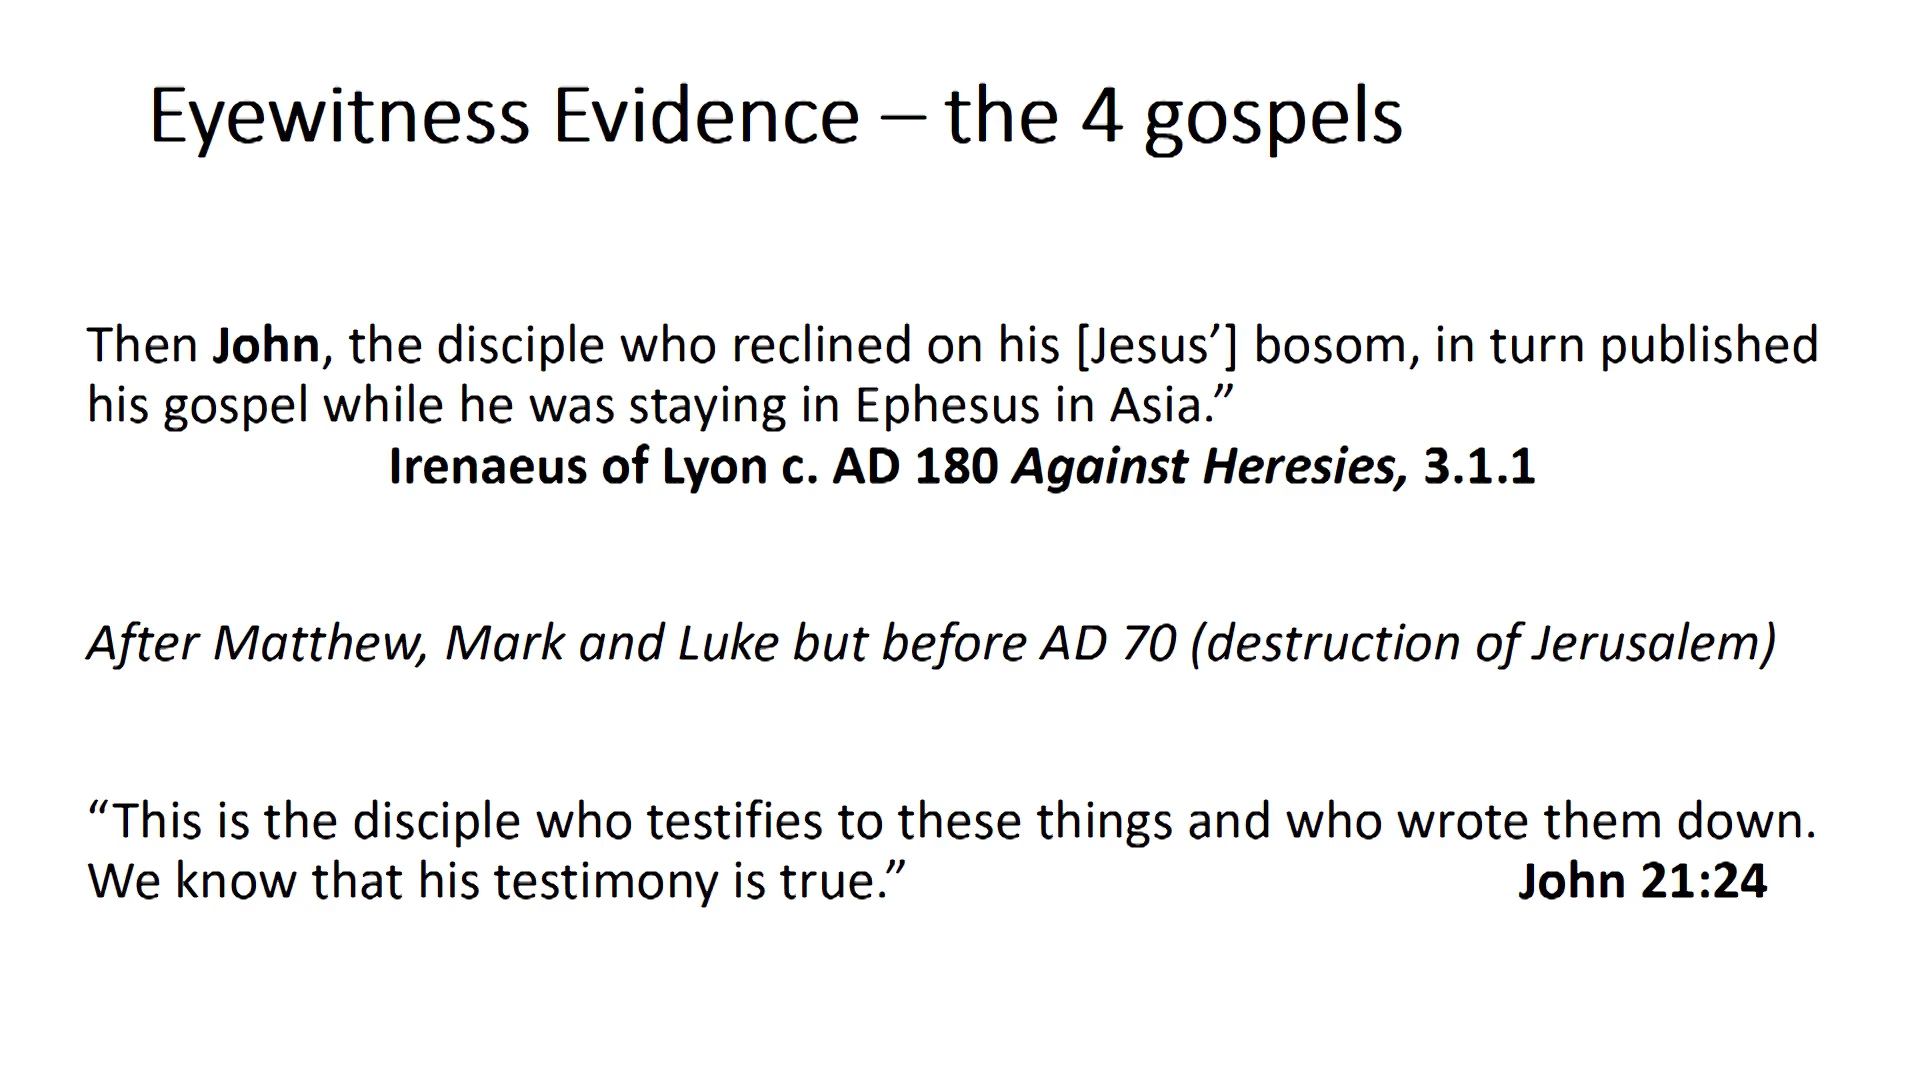 Eyewitness Evidence – the 4 gospels
Then John, the disciple who reclined on his [Jesus’] bosom, in turn published
his gospel while he was staying in Ephesus in Asia.”
Irenaeus of Lyon c. AD 180 Against Heresies, 3.1.1
After Matthew, Mark and Luke but before AD 70 (destruction of Jerusalem)
“This is the disciple who testifies to these things and who wrote them down.
We know that his testimony is true.” John 21:24